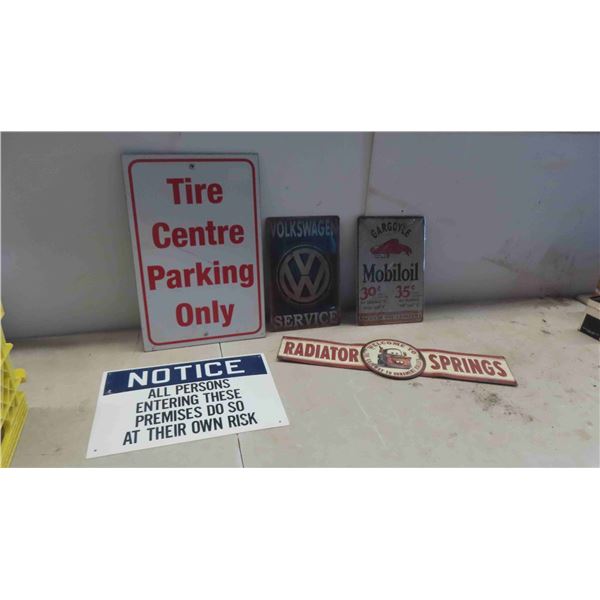 Tire
Centre
Parking
Only
VOLKSWAGEN
SERVICE
GARGOYLE
Mobiloil
30¢ 35¢
WELCOME TO
RADIATOR SPRINGS
NOTICE
ALL PERSONS
ENTERING THESE
PREMISES DO SO
AT THEIR OWN RISK